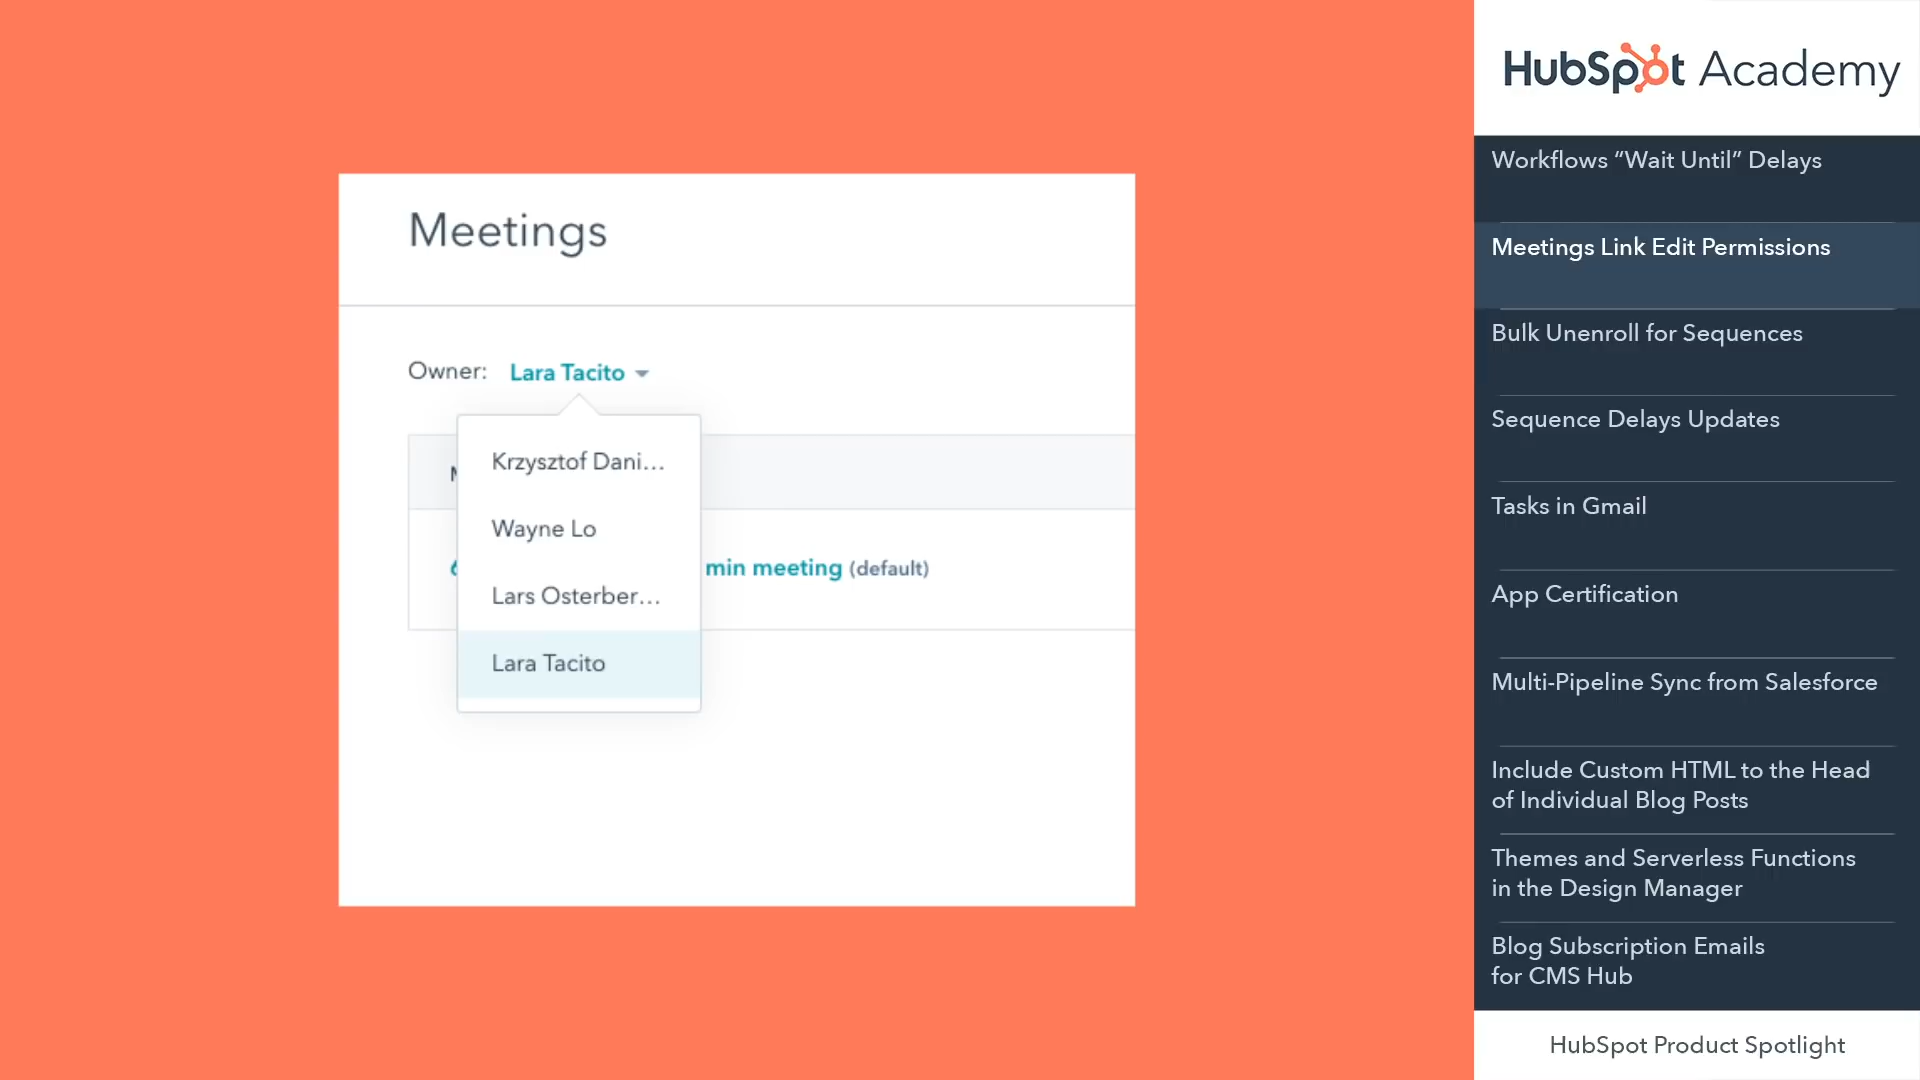 Meetings
Owner: Lara Tacito
Krzysztof Dani...
Wayne Lo
Lars Osterber...
Lara Tacito
min meeting (default)
HubSpot Academy
Workflows “Wait Until” Delays
Meetings Link Edit Permissions
Bulk Unenroll for Sequences
Sequence Delays Updates
Tasks in Gmail
App Certification
Multi-Pipeline Sync from Salesforce
Include Custom HTML to the Head
of Individual Blog Posts
Themes and Serverless Functions
in the Design Manager
Blog Subscription Emails
for CMS Hub
HubSpot Product Spotlight